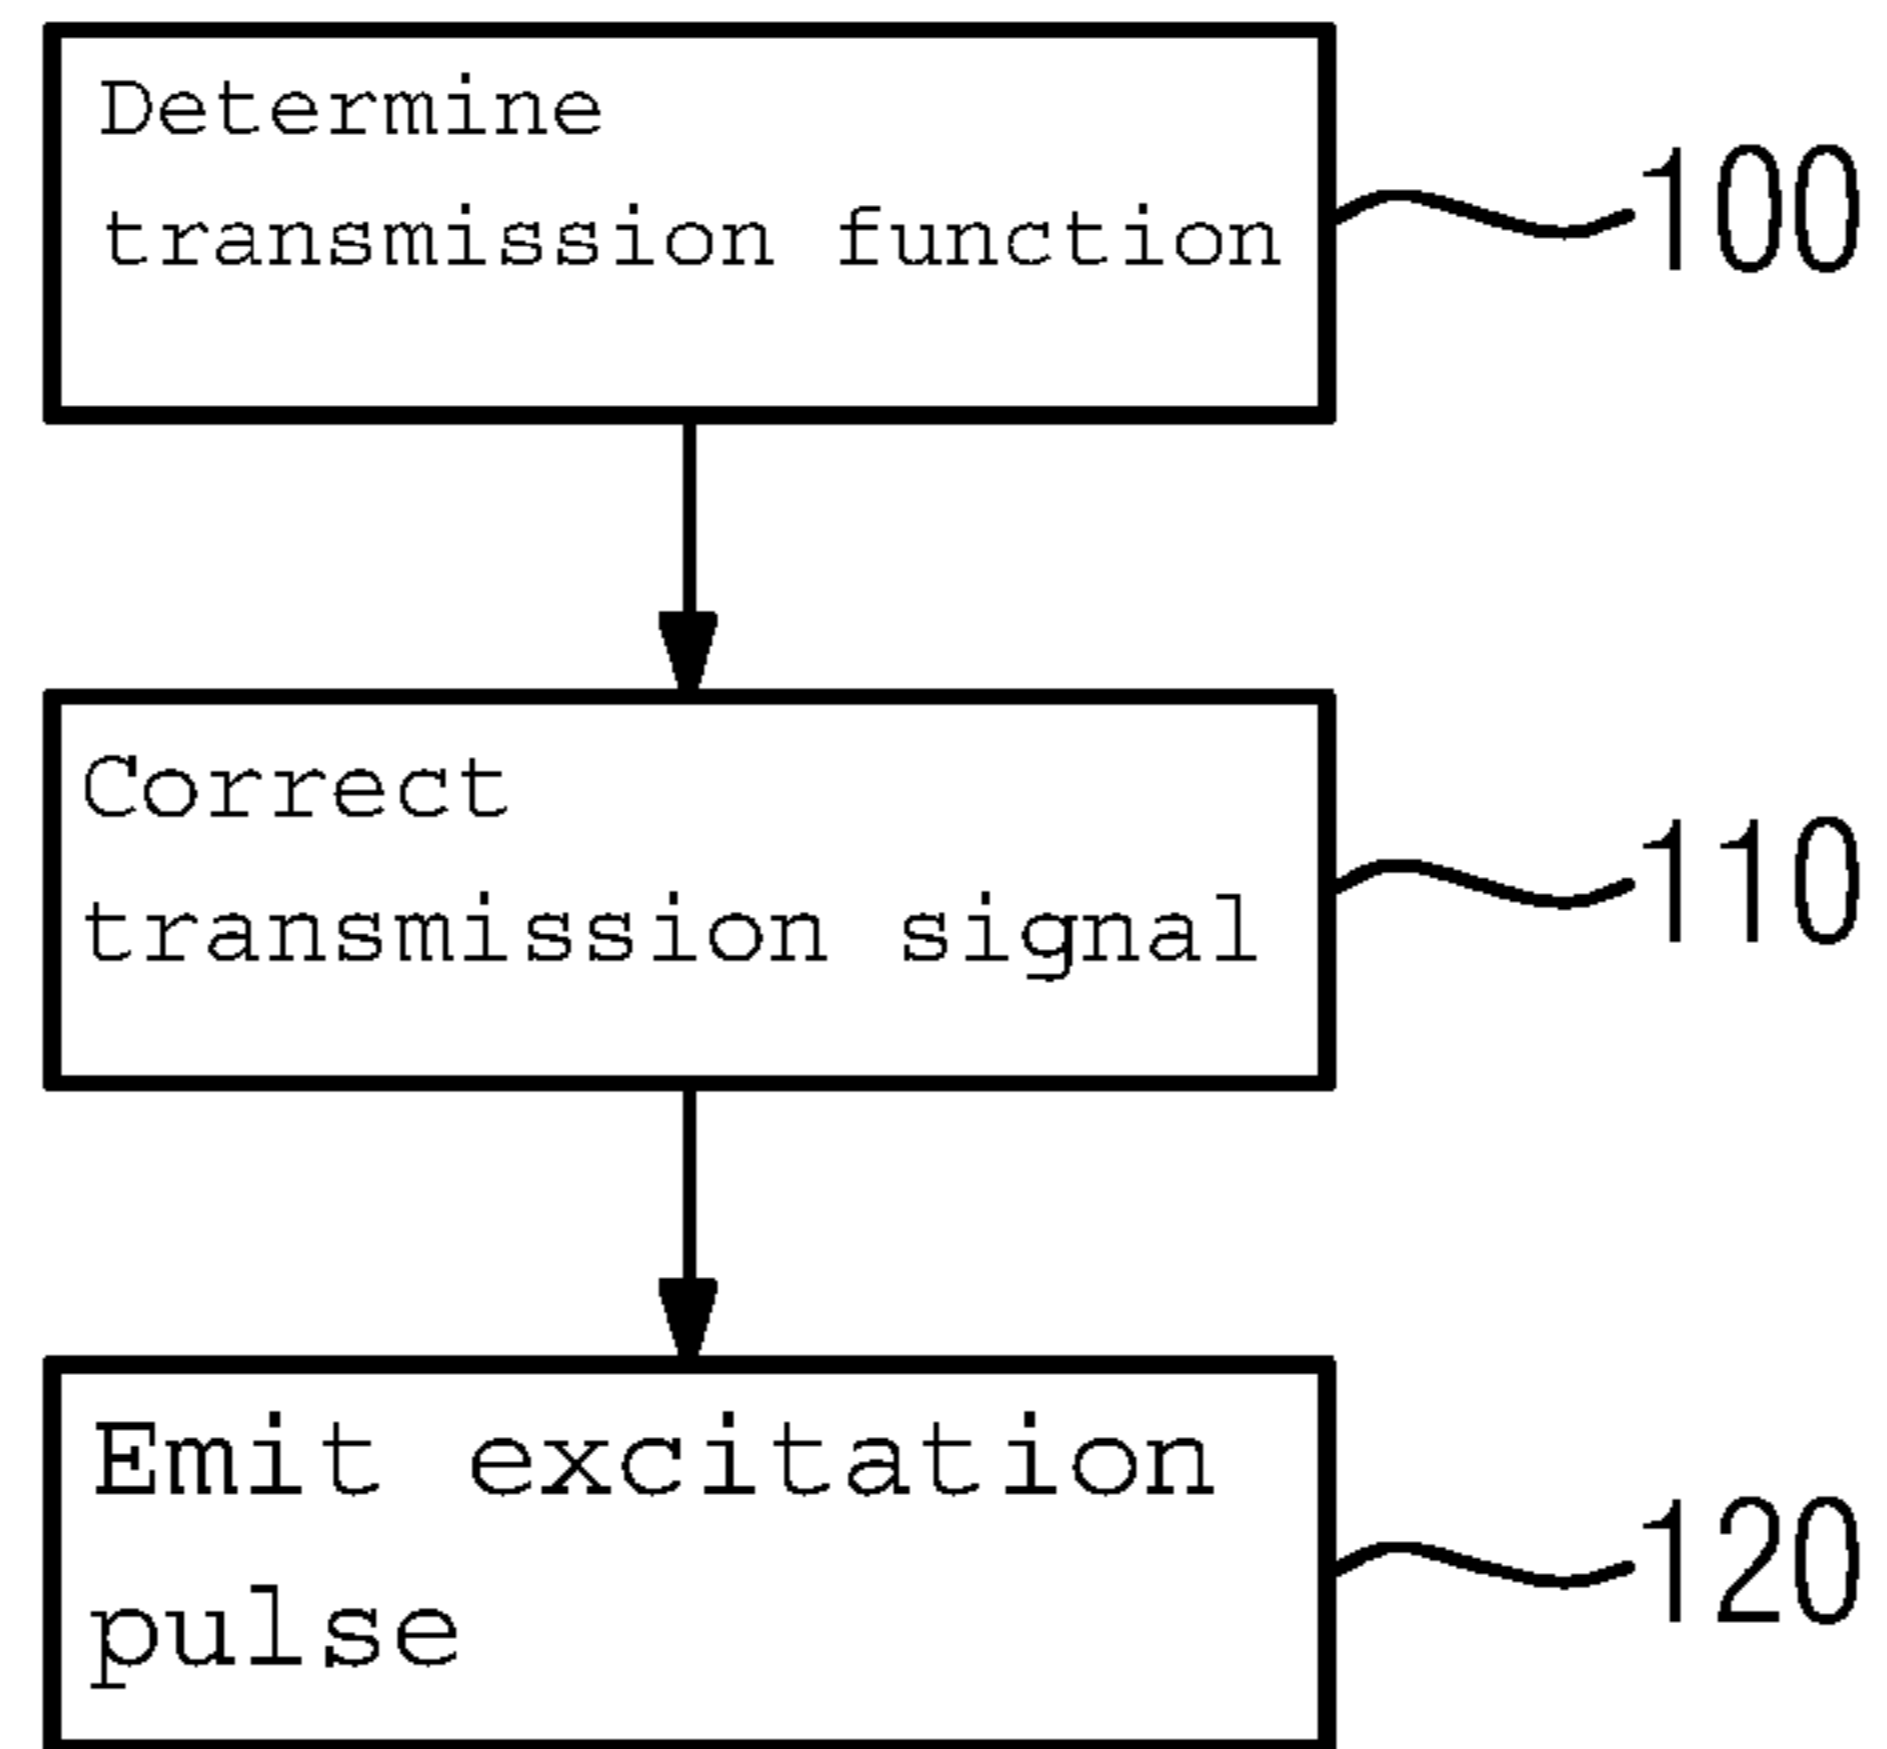 Determine
transmission function
100
Correct
transmission signal
110
Emit excitation
pulse
120